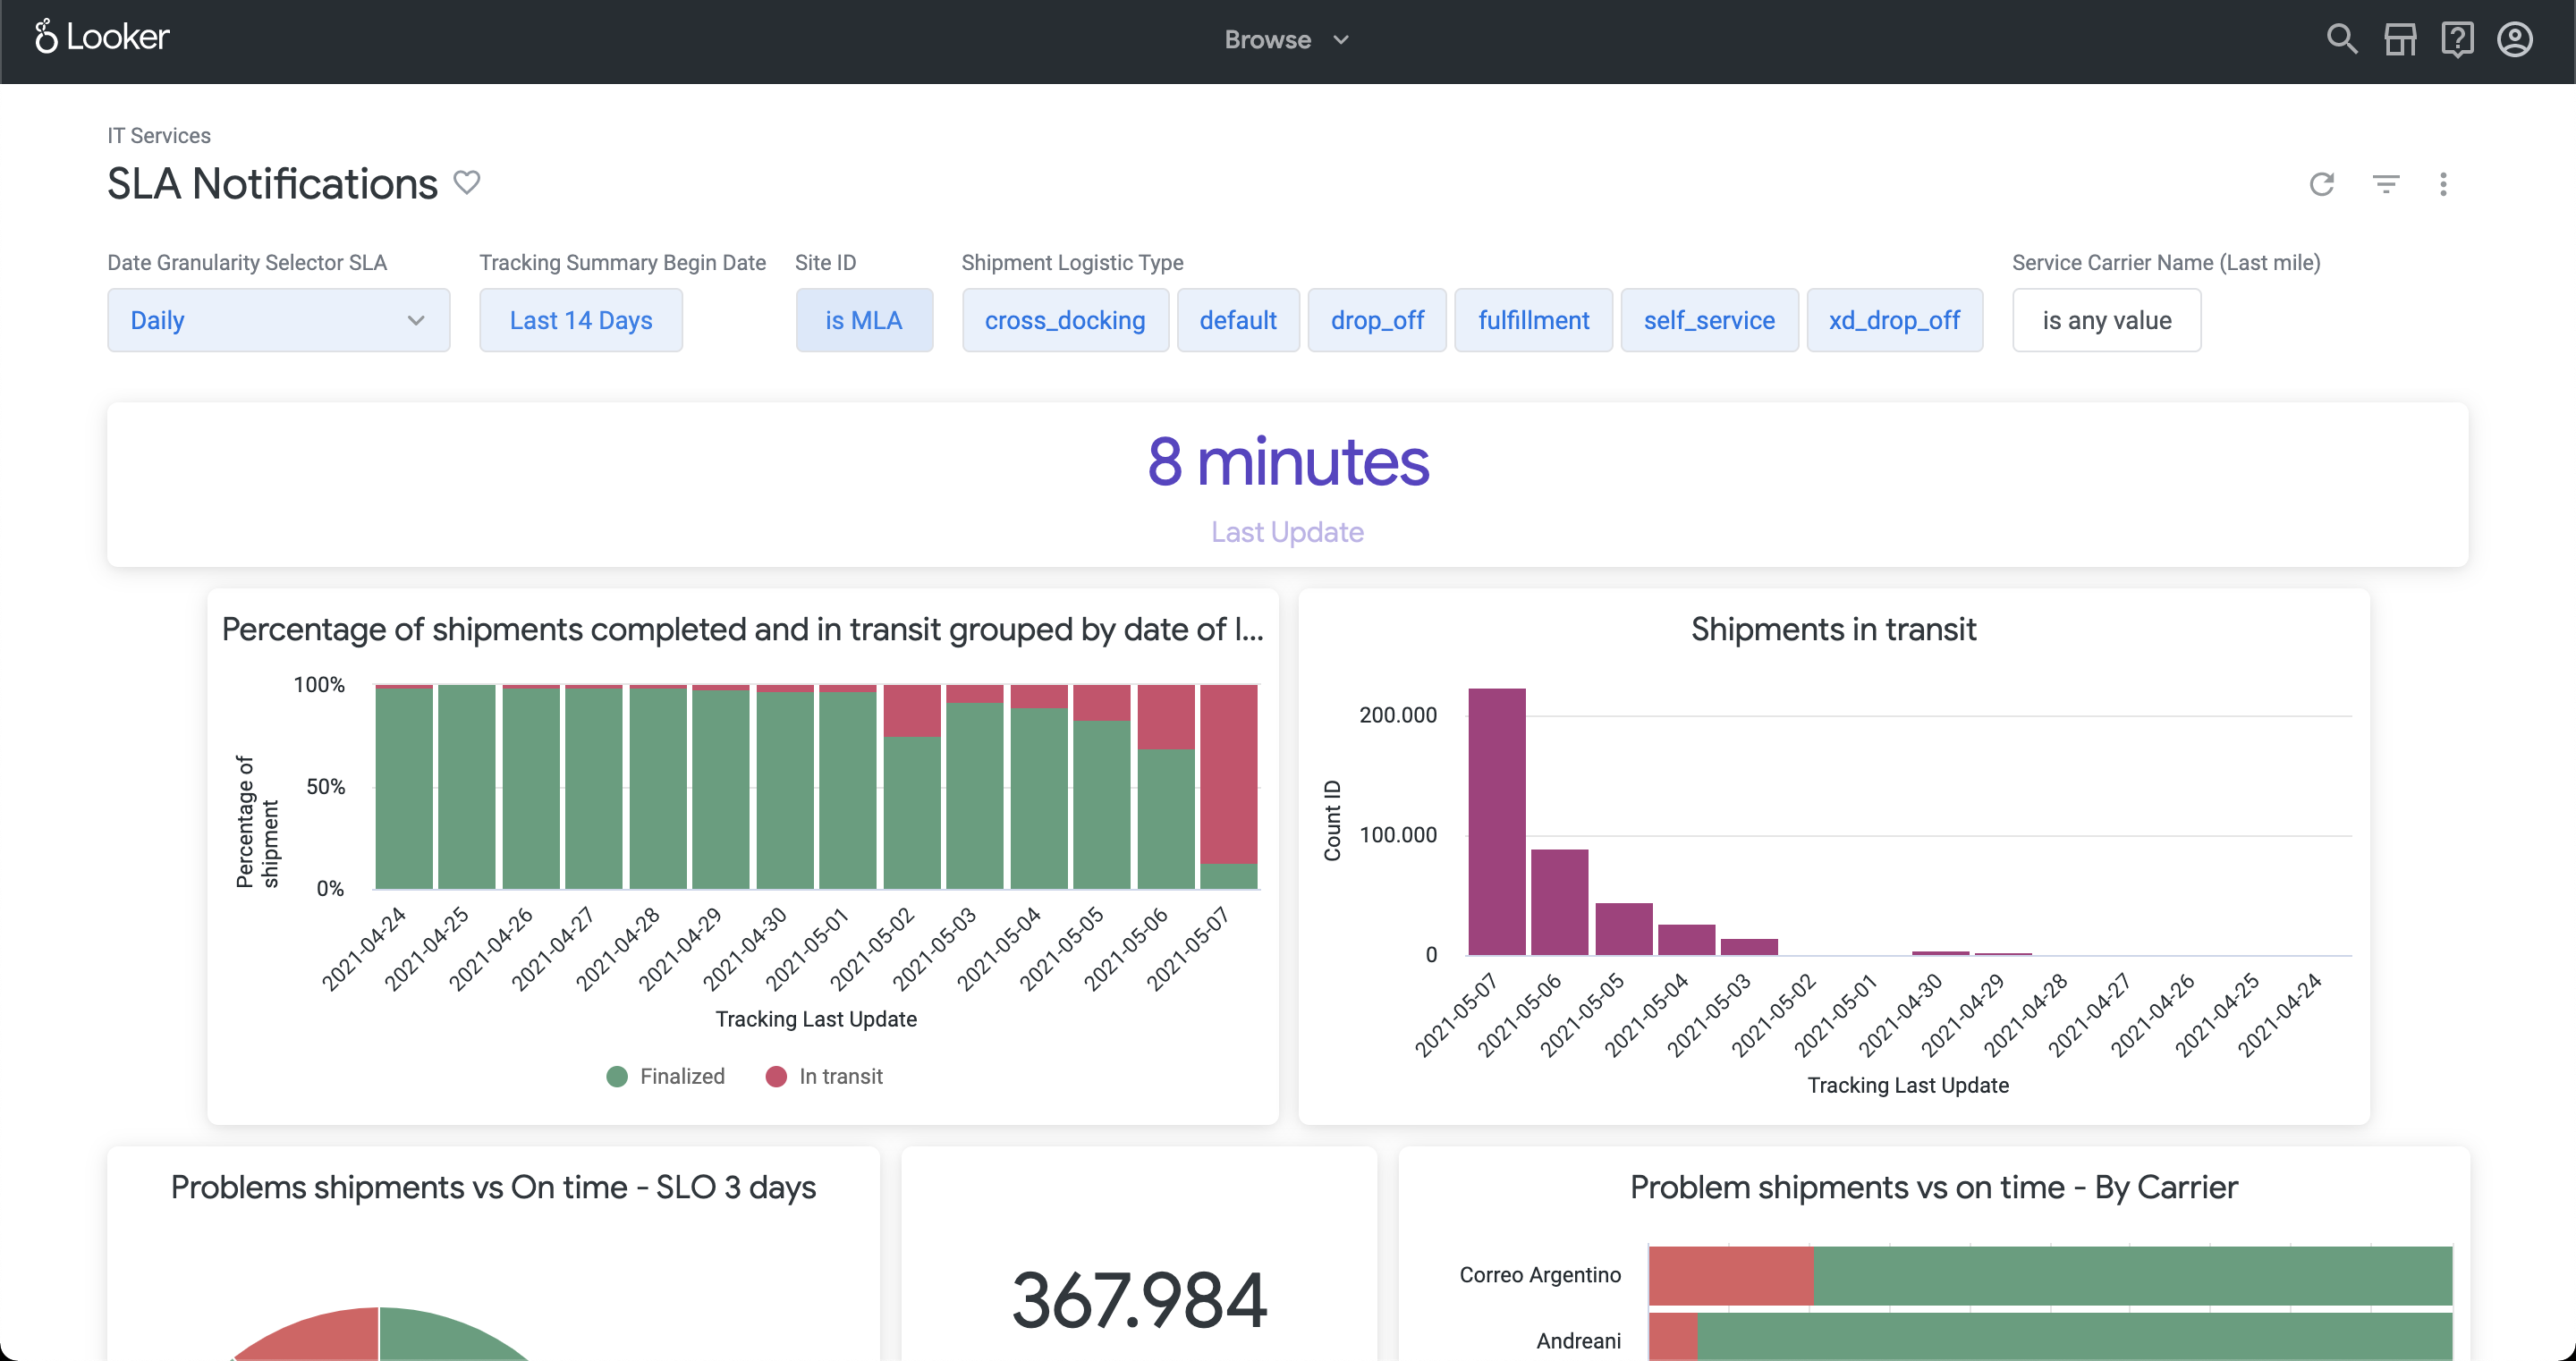 Looker
Browse
IT Services
SLA Notifications
Date Granularity Selector SLA
Tracking Summary Begin Date
Site ID
Shipment Logistic Type
Service Carrier Name (Last mile)
Daily
Last 14 Days
is MLA
cross_docking
default
drop_off
fulfillment
self_service
xd_drop_off
is any value
8 minutes
Last Update
Percentage of shipments completed and in transit grouped by date of l...
100%
50%
0%
Percentage of
shipment
2021-04-24
2021-04-25
2021-04-26
2021-04-27
2021-04-28
2021-04-29
2021-04-30
2021-05-01
2021-05-02
2021-05-03
2021-05-04
2021-05-05
2021-05-06
2021-05-07
Tracking Last Update
Finalized
In transit
Shipments in transit
200.000
100.000
0
Count ID
2021-05-07
2021-05-06
2021-05-05
2021-05-04
2021-05-03
2021-05-02
2021-05-01
2021-04-30
2021-04-29
2021-04-28
2021-04-27
2021-04-26
2021-04-25
2021-04-24
Tracking Last Update
Problems shipments vs On time - SLO 3 days
367.984
Problem shipments vs on time - By Carrier
Correo Argentino
Andreani